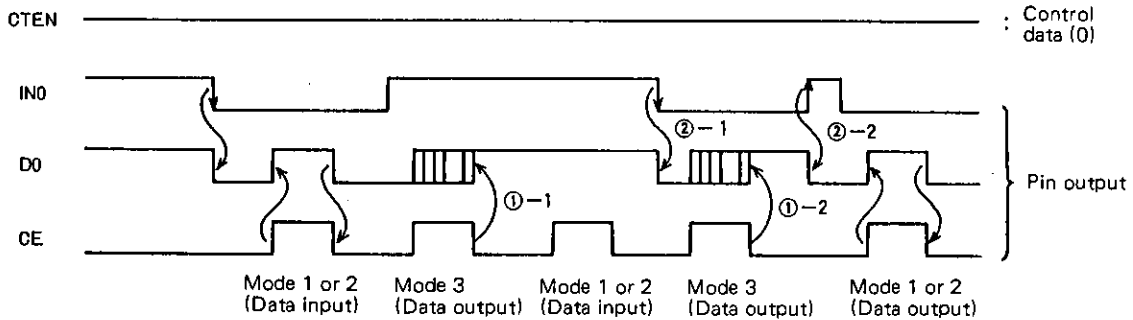 CTEN
: Control
data (0)
IN0
②-1
②-2
D0
Pin output
①-1
①-2
CE
Mode 1 or 2
(Data input)
Mode 3
(Data output)
Mode 1 or 2
(Data input)
Mode 3
(Data output)
Mode 1 or 2
(Data output)